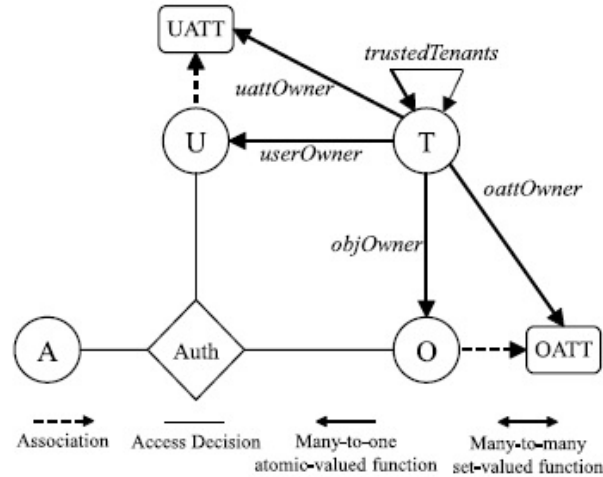 UATT
trustedTenants
uattOwner
U
T
userOwner
oattOwner
objOwner
A
Auth
O
OATT
Association
Access Decision
Many-to-one
atomic-valued function
Many-to-many
set-valued function